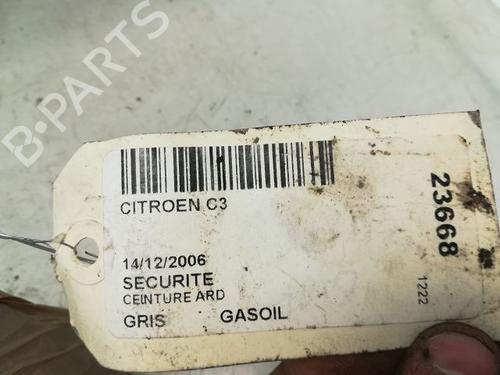 B-PARTS
CITROEN C3
14/12/2006
SECURITE
CEINTURE ARD
GRIS GASOIL
23668
1222